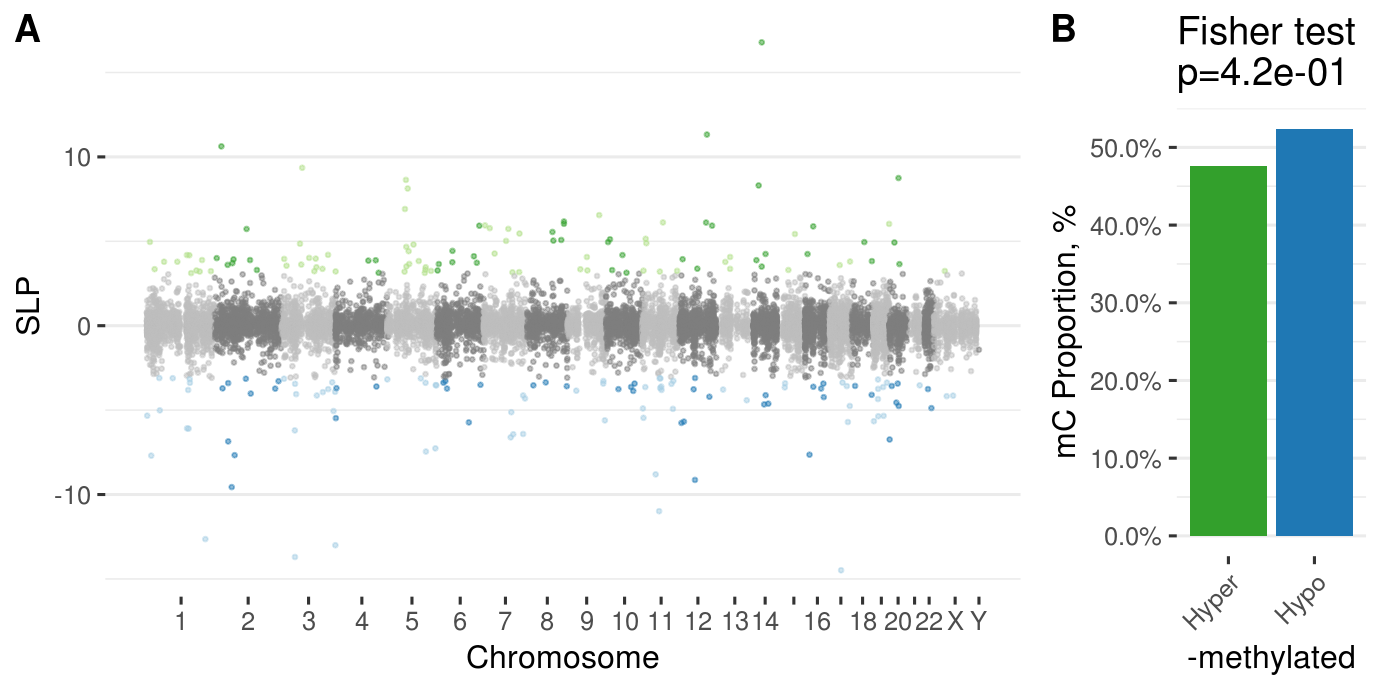 A
SLP
10
0
-10
1 2 3 4 5 6 7 8 9 10 11 12 13 14 16 18 20 22 X Y
Chromosome
B
Fisher test
p=4.2e-01
mC Proportion, %
50.0%
40.0%
30.0%
20.0%
10.0%
0.0%
Hyper Hypo
-methylated